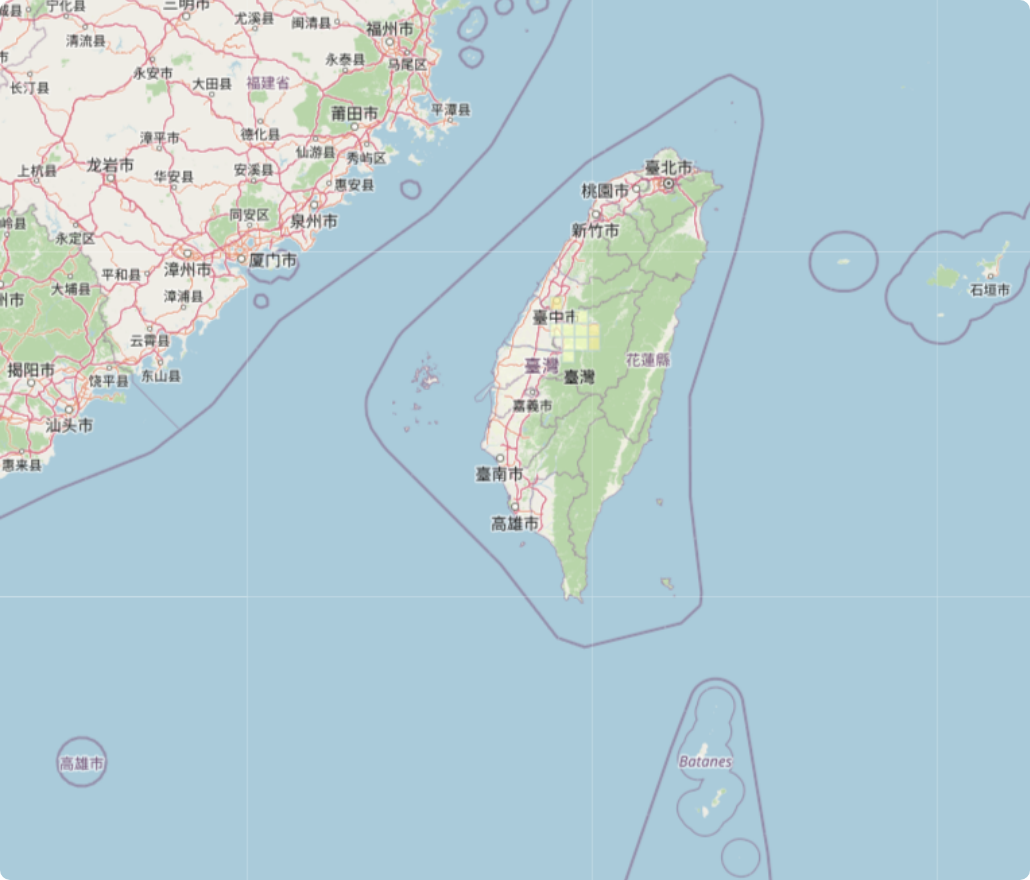 宁化县
三明市
尤溪县
闽清县
福州市
清流县
永泰县
马尾区
永安市
大田县
福建省
长汀县
莆田市
平潭县
漳平市
德化县
仙游县
秀屿区
上杭县
龙岩市
华安县
安溪县
惠安县
同安区
泉州市
永定区
厦门市
漳州市
平和县
大埔县
漳浦县
州市
云霄县
揭阳市
饶平县
东山县
汕头市
惠来县
臺北市
桃園市
新竹市
石垣市
臺中市
臺灣
花蓮縣
臺灣
嘉義市
臺南市
高雄市
高雄市
Batanes